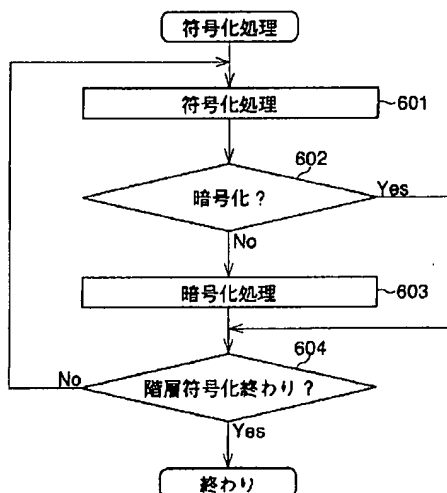 符号化処理
符号化処理
601
602
暗号化?
Yes
No
暗号化処理
603
604
No
階層符号化終わり?
Yes
終わり